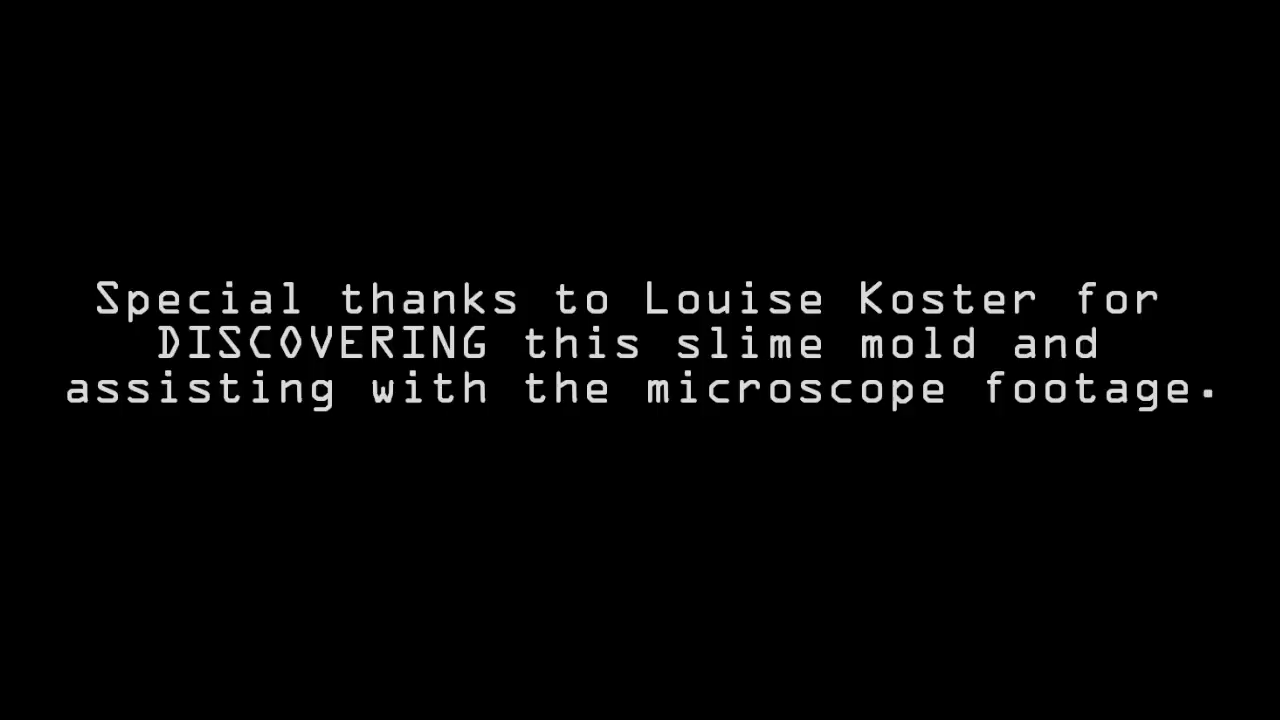 Special thanks to Louise Koster for
DISCOVERING this slime mold and
assisting with the microscope footage.